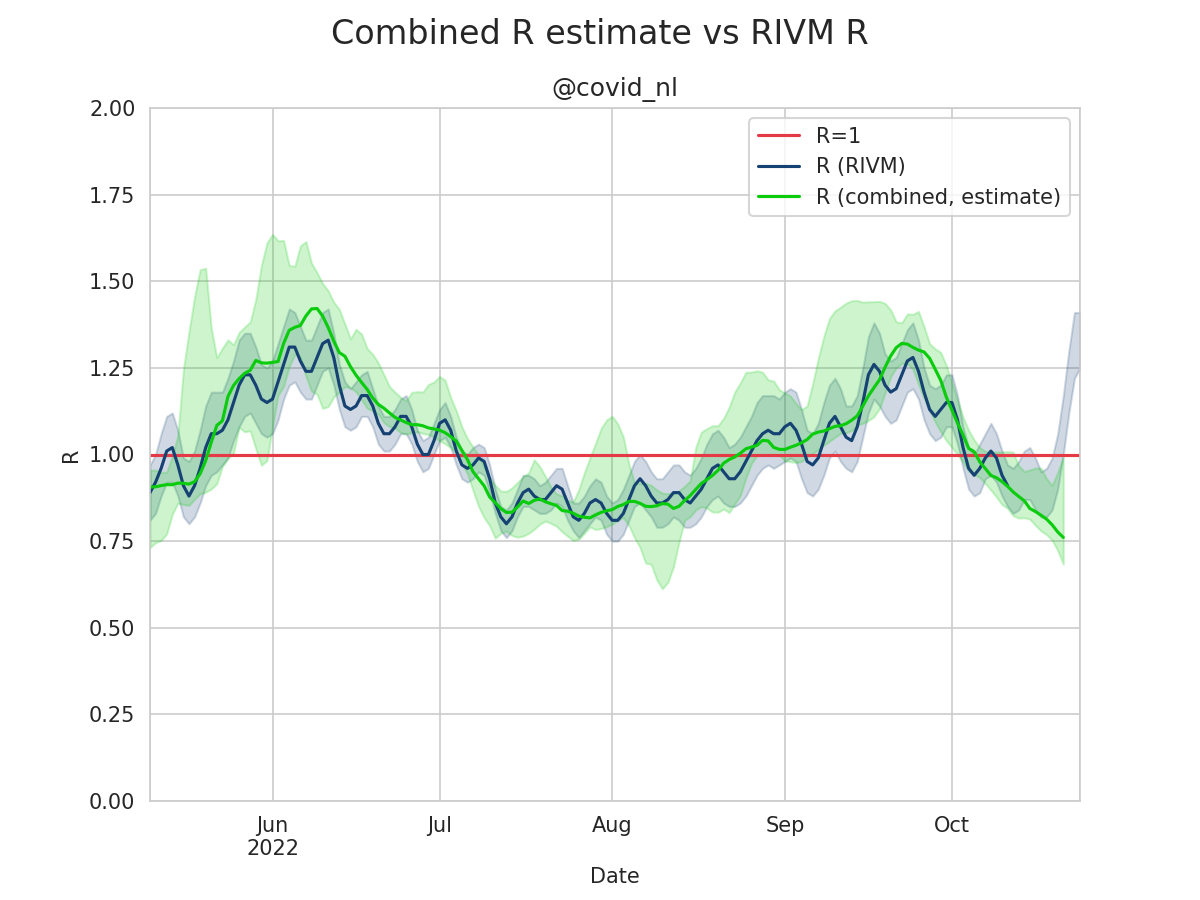 Combined R estimate vs RIVM R
@covid_nl
2.00
1.75
1.50
1.25
1.00
0.75
0.50
0.25
0.00
R
R=1
R (RIVM)
R (combined, estimate)
Jun
2022
Jul
Aug
Sep
Oct
Date